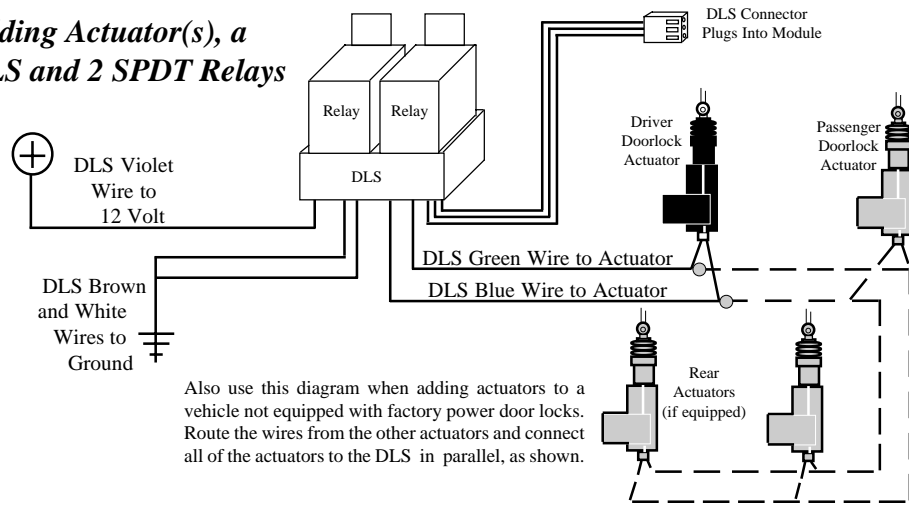 ding Actuator(s), a
LS and 2 SPDT Relays
DLS Connector
Plugs Into Module
Relay
Relay
DLS
DLS Violet
Wire to
12 Volt
Driver
Doorlock
Actuator
Passenger
Doorlock
Actuator
DLS Green Wire to Actuator
DLS Blue Wire to Actuator
DLS Brown
and White
Wires to
Ground
Rear
Actuators
(if equipped)
Also use this diagram when adding actuators to a
vehicle not equipped with factory power door locks.
Route the wires from the other actuators and connect
all of the actuators to the DLS in parallel, as shown.